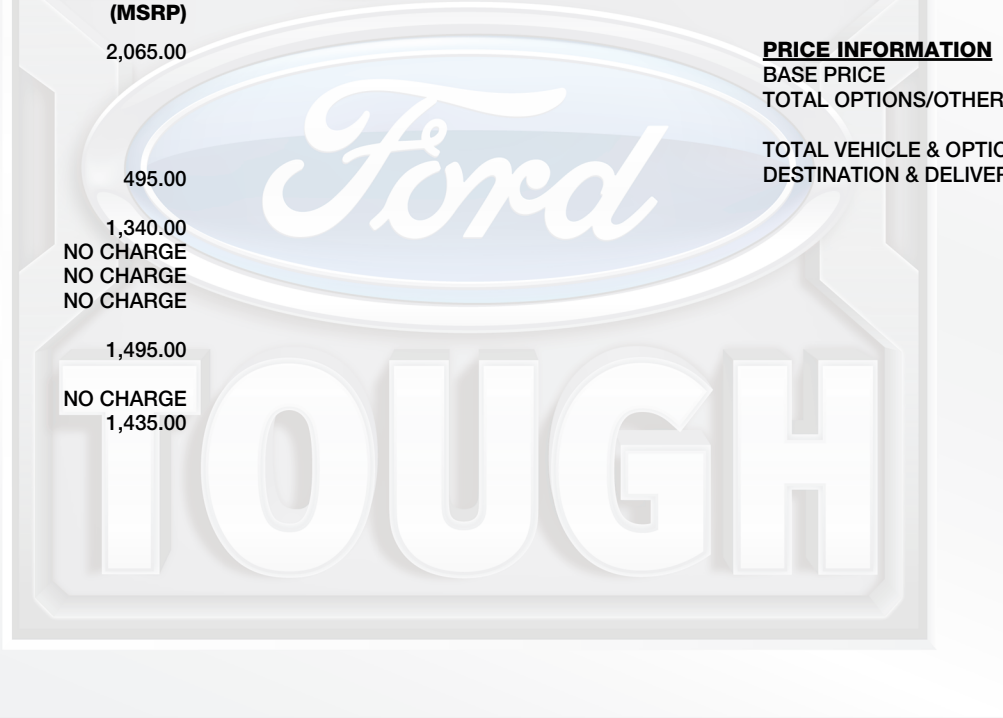 (MSRP)
2,065.00
495.00
1,340.00
NO CHARGE
NO CHARGE
NO CHARGE
1,495.00
NO CHARGE
1,435.00
PRICE INFORMATION
BASE PRICE
TOTAL OPTIONS/OTHER
TOTAL VEHICLE & OPTIO
DESTINATION & DELIVER
Ford
TOUGH